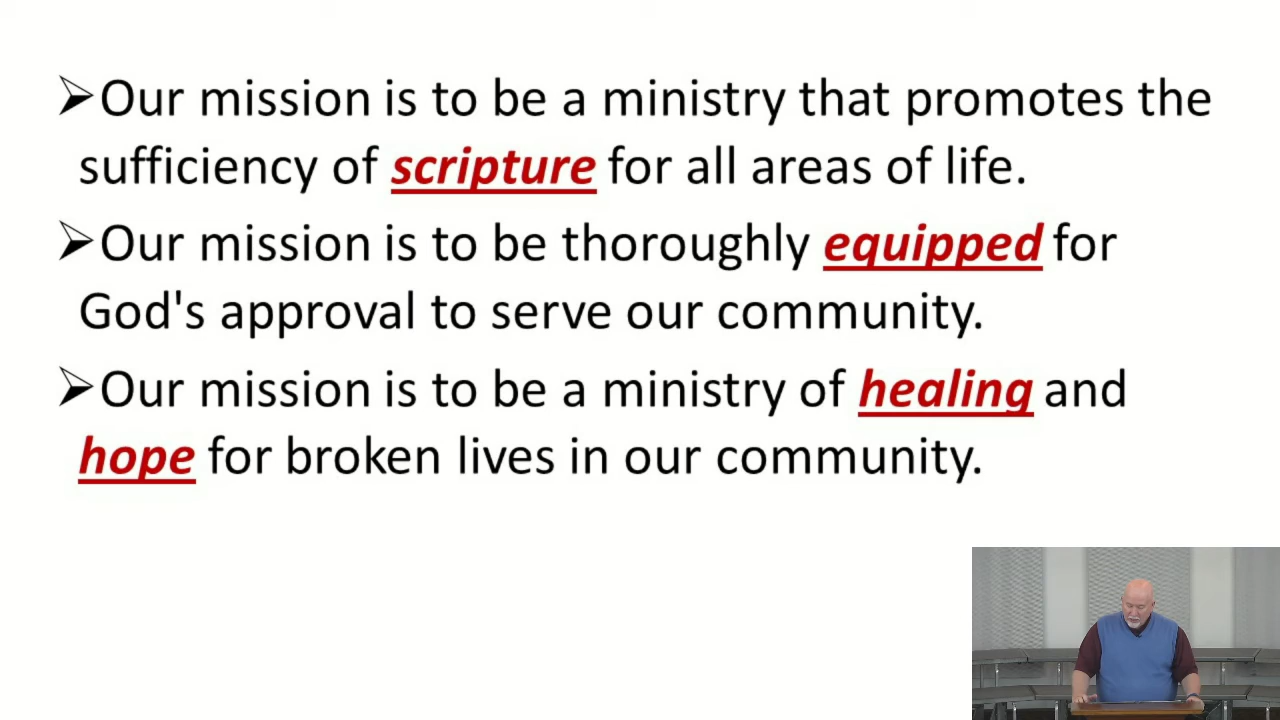 ➢Our mission is to be a ministry that promotes the
sufficiency of scripture for all areas of life.
➢Our mission is to be thoroughly equipped for
God's approval to serve our community.
➢Our mission is to be a ministry of healing and
hope for broken lives in our community.